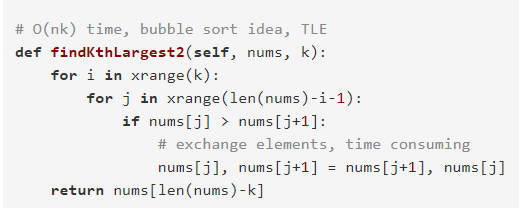 # O(nk) time, bubble sort idea, TLE
def findKthLargest2(self, nums, k):
    for i in xrange(k):
        for j in xrange(len(nums)-i-1):
            if nums[j] > nums[j+1]:
                # exchange elements, time consuming
                nums[j], nums[j+1] = nums[j+1], nums[j]
    return nums[len(nums)-k]